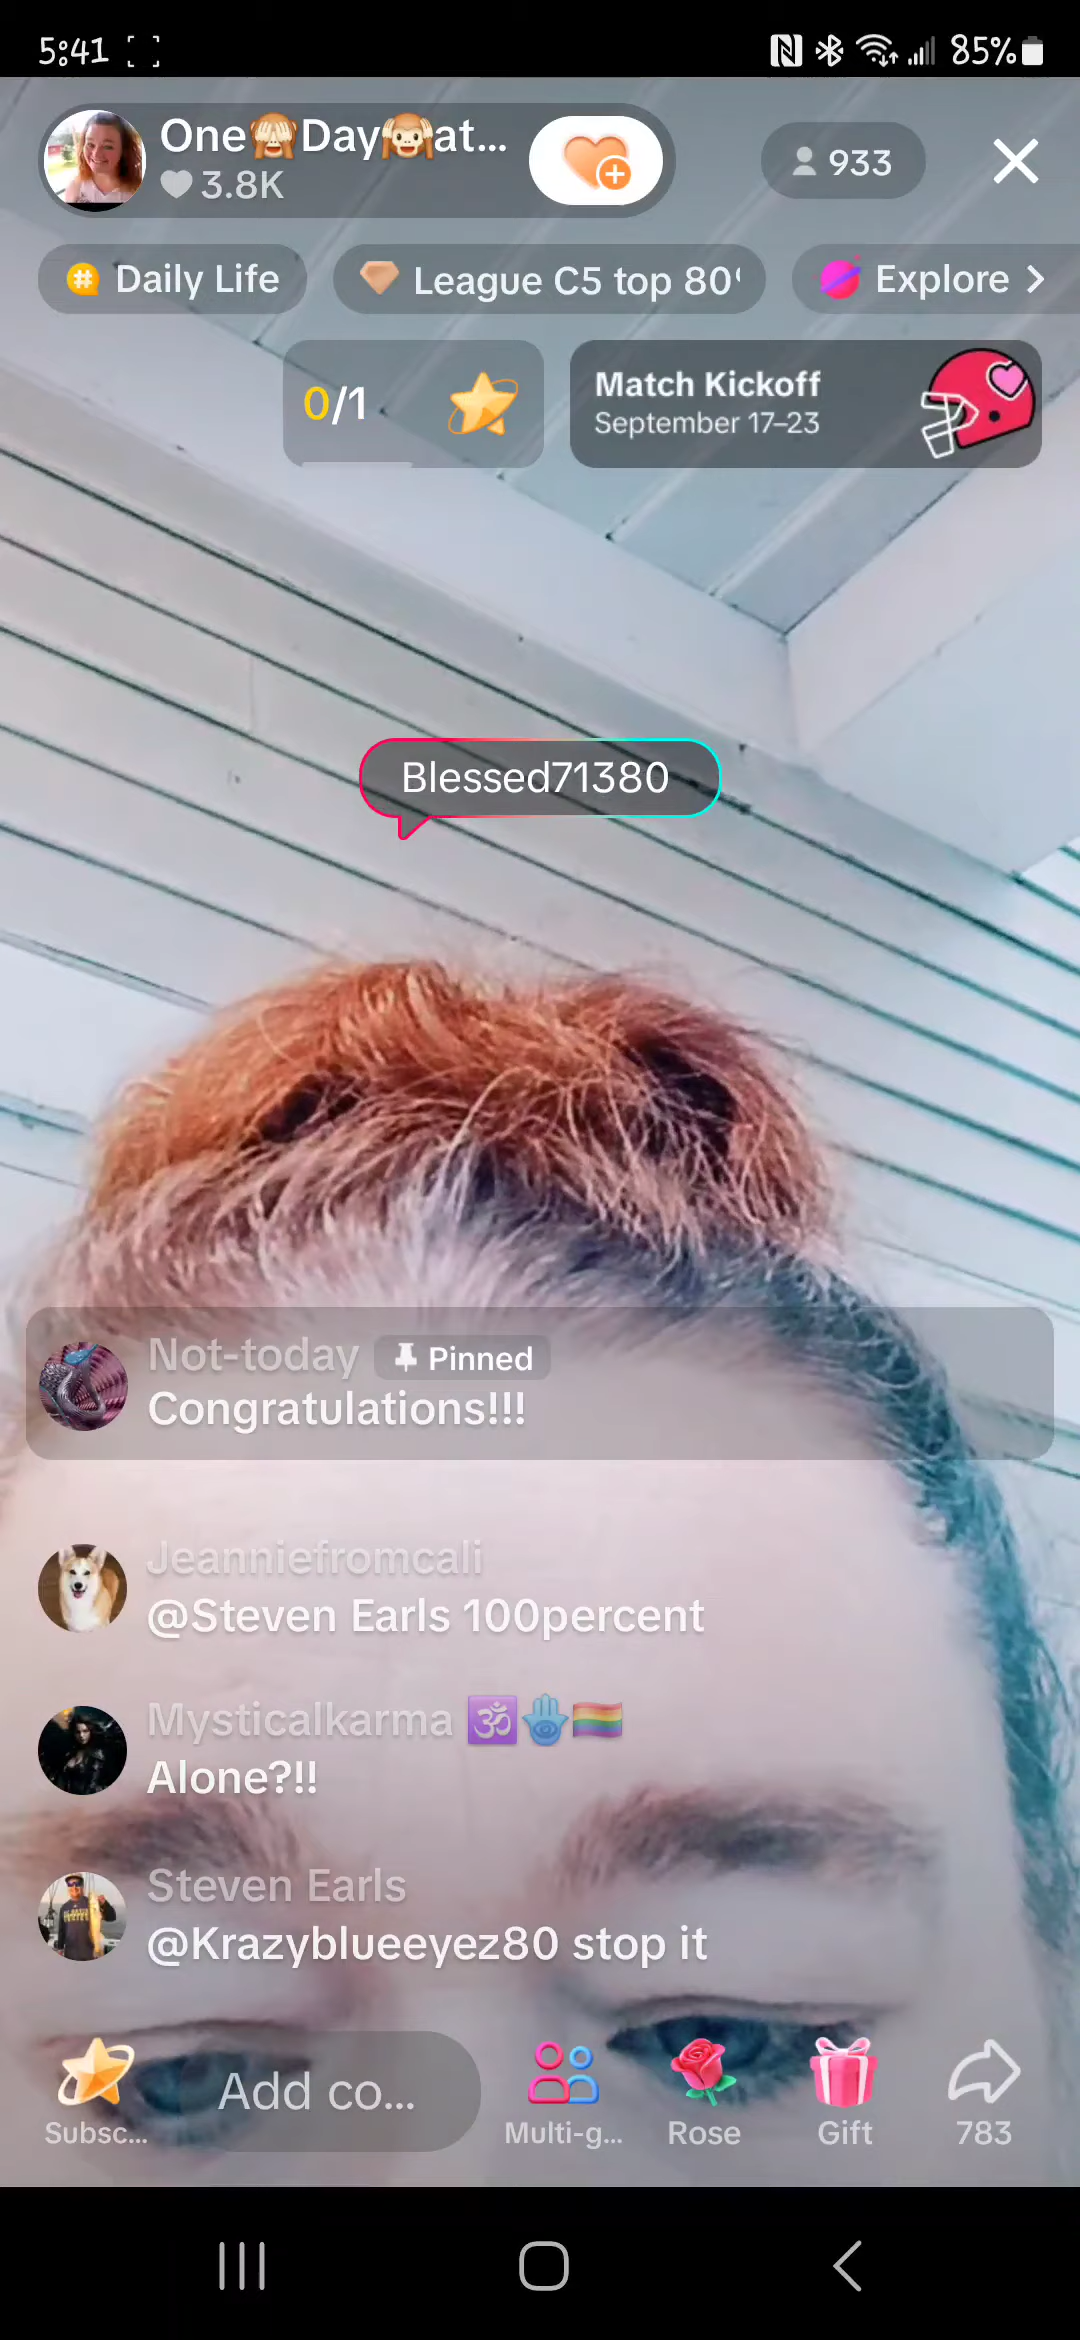 5:41 85%
One🙈Day🙉at...
3.8K
933
Daily Life
League C5 top 80
Explore >
0/1
Match Kickoff
September 17–23
Blessed71380
Not-today Pinned
Congratulations!!!
Jeanniefromcali
@Steven Earls 100percent
Mysticalkarma 🕉️🪬🏳️‍🌈
Alone?!!
Steven Earls
@Krazyblueeyez80 stop it
Add co...
Subsc... Multi-g... Rose Gift 783